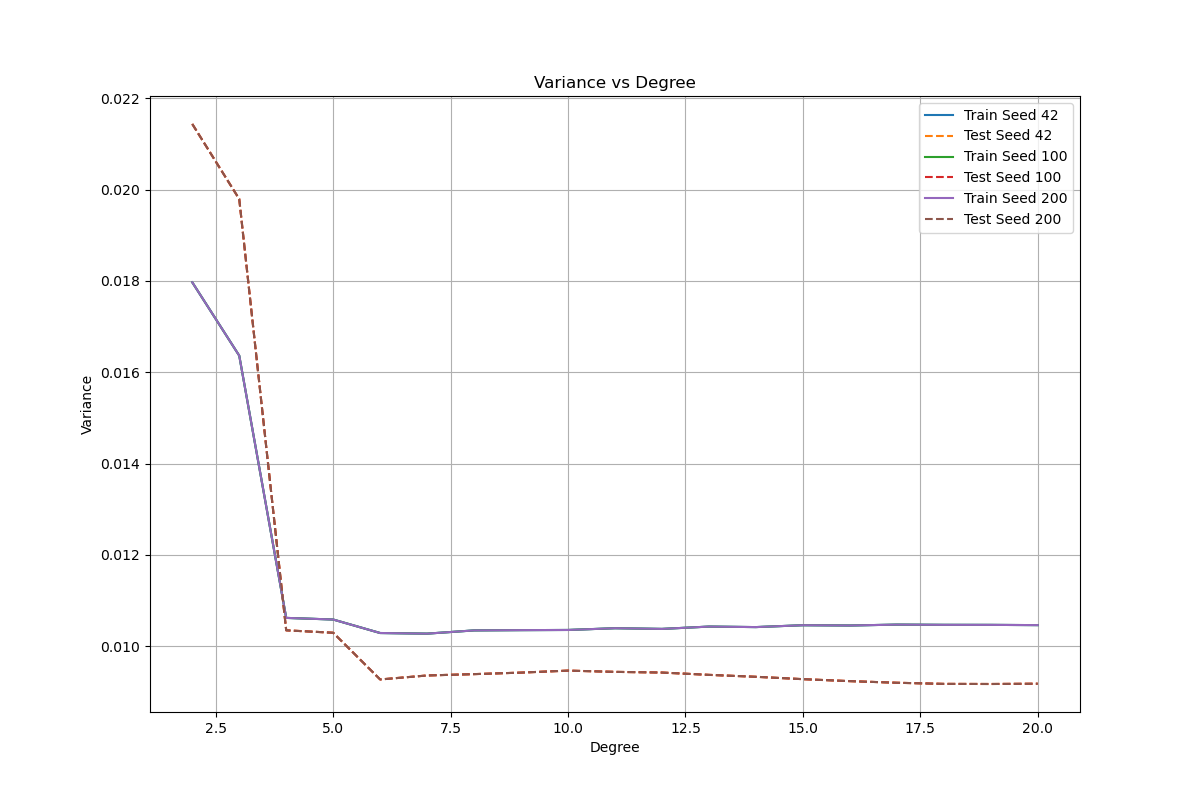 Variance vs Degree
0.022
0.020
0.018
0.016
0.014
0.012
0.010
Variance
2.5 5.0 7.5 10.0 12.5 15.0 17.5 20.0
Degree
Train Seed 42
Test Seed 42
Train Seed 100
Test Seed 100
Train Seed 200
Test Seed 200